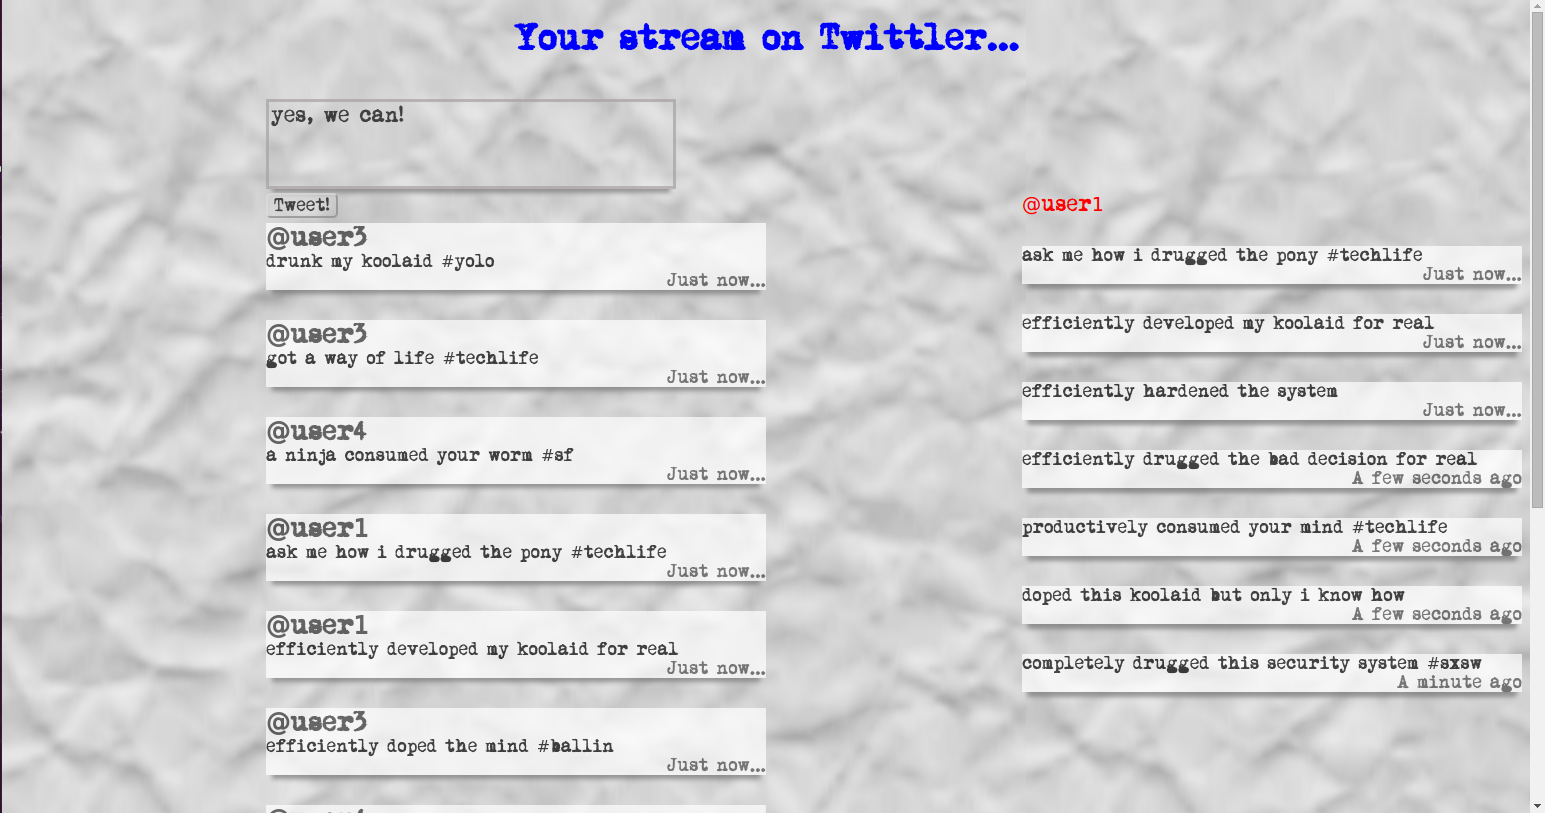 Your stream on Twittler...
yes, we can!
Tweet!
@user3
drunk my koolaid #yolo
Just now...
@user3
got a way of life #techlife
Just now...
@user4
a ninja consumed your worm #sf
Just now...
@user1
ask me how i drugged the pony #techlife
Just now...
@user1
efficiently developed my koolaid for real
Just now...
@user3
efficiently doped the mind #ballin
Just now...
@user1
ask me how i drugged the pony #techlife
Just now...
efficiently developed my koolaid for real
Just now...
efficiently hardened the system
Just now...
efficiently drugged the bad decision for real
A few seconds ago
productively consumed your mind #techlife
A few seconds ago
doped this koolaid but only i know how
A few seconds ago
completely drugged this security system #sxsw
A minute ago